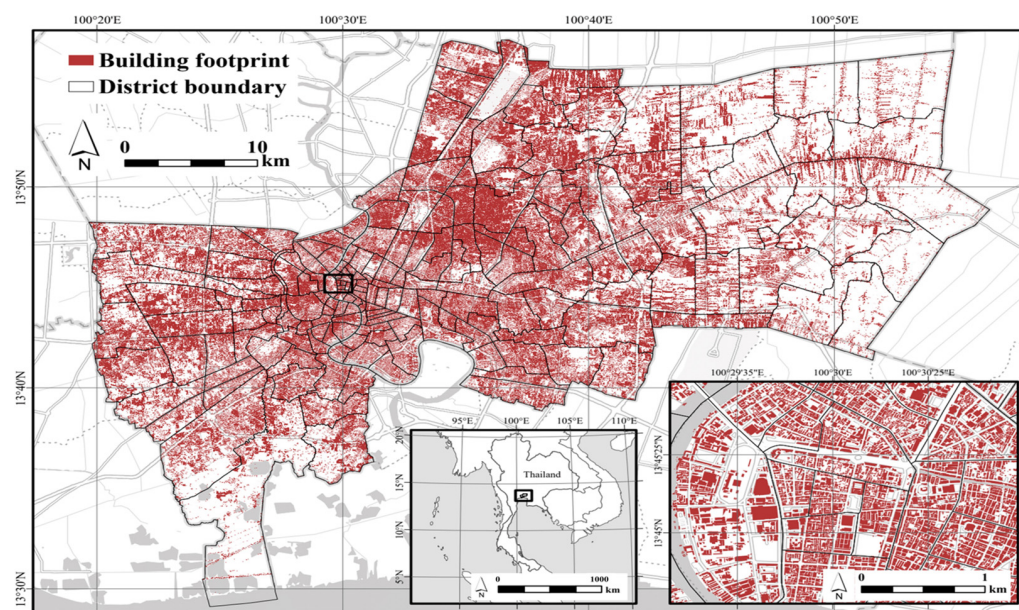 100°20"E 100°30"E 100°40"E 100°50"E
Building footprint
District boundary
N
0 10
km
13°50"N
13°40"N
13°30"N
95°E 100°E 105°E 110°E
20°N
15°N
10°N
5°N
Thailand
N
0 1000
km
100°29'35"E 100°30'E 100°30'25"E
13°45'25"N
13°45'N
N
0 1
km